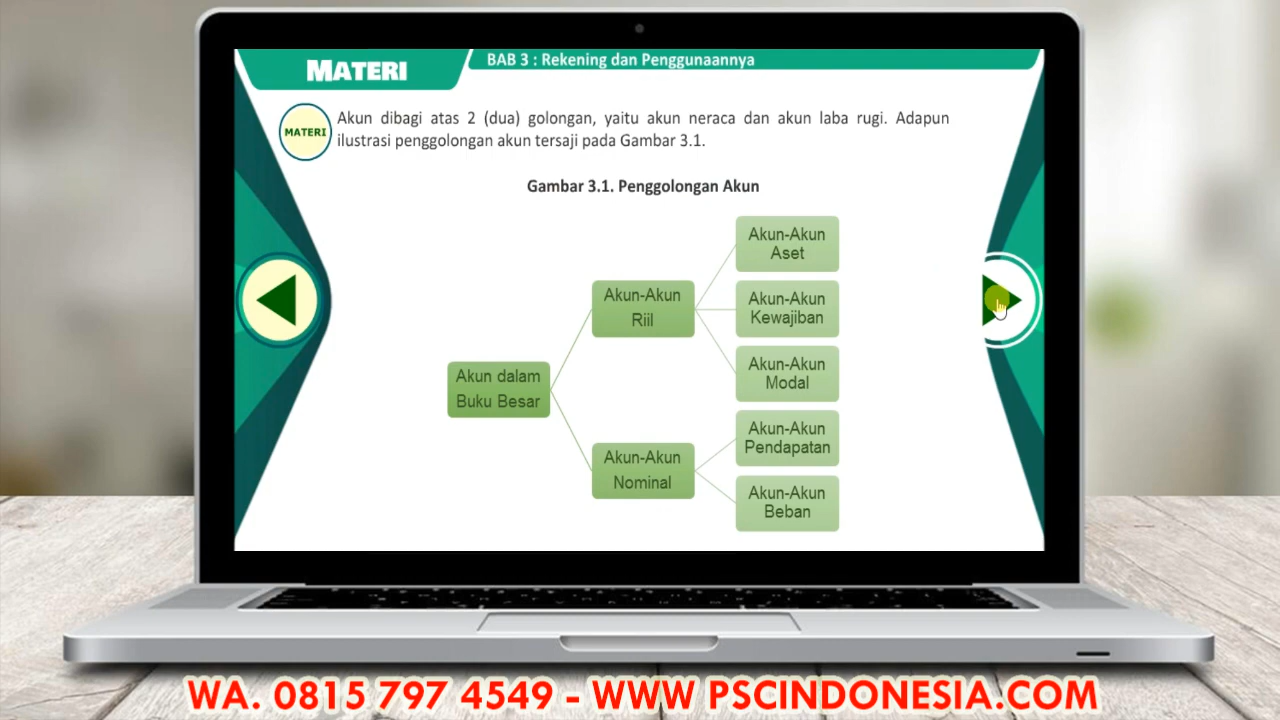 MATERI
BAB 3 : Rekening dan Penggunaannya
MATERI
Akun dibagi atas 2 (dua) golongan, yaitu akun neraca dan akun laba rugi. Adapun
ilustrasi penggolongan akun tersaji pada Gambar 3.1.
Gambar 3.1. Penggolongan Akun
Akun dalam
Buku Besar
Akun-Akun
Riil
Akun-Akun
Nominal
Akun-Akun
Aset
Akun-Akun
Kewajiban
Akun-Akun
Modal
Akun-Akun
Pendapatan
Akun-Akun
Beban
WA. 0815 797 4549 - WWW PSCINDONESIA.COM